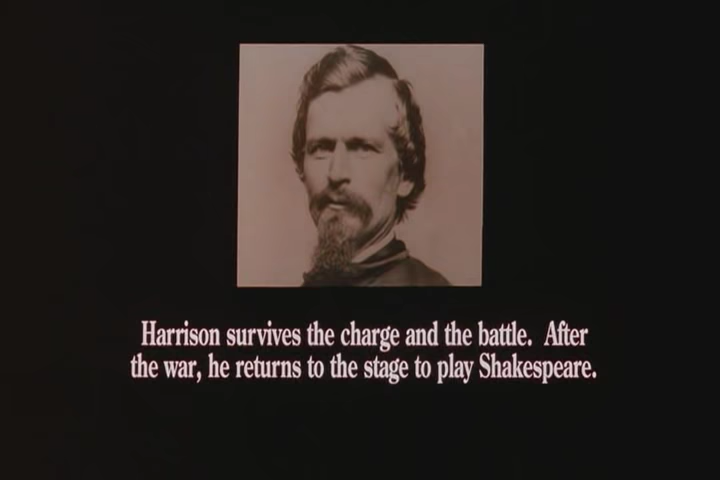 Harrison survives the charge and the battle.  After
the war, he returns to the stage to play Shakespeare.